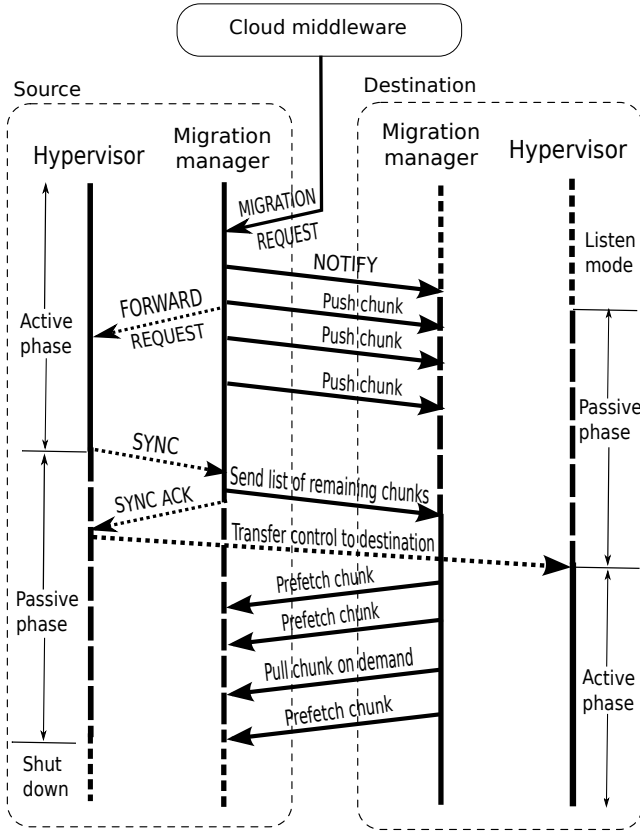 Cloud middleware
Source
Destination
Hypervisor
Migration
manager
Migration
manager
Hypervisor
MIGRATION
REQUEST
Listen
mode
NOTIFY
FORWARD
REQUEST
Push chunk
Push chunk
Push chunk
Active
phase
Passive
phase
SYNC
Send list of remaining chunks
SYNC ACK
Transfer control to destination
Prefetch chunk
Prefetch chunk
Pull chunk on demand
Prefetch chunk
Passive
phase
Active
phase
Shut
down